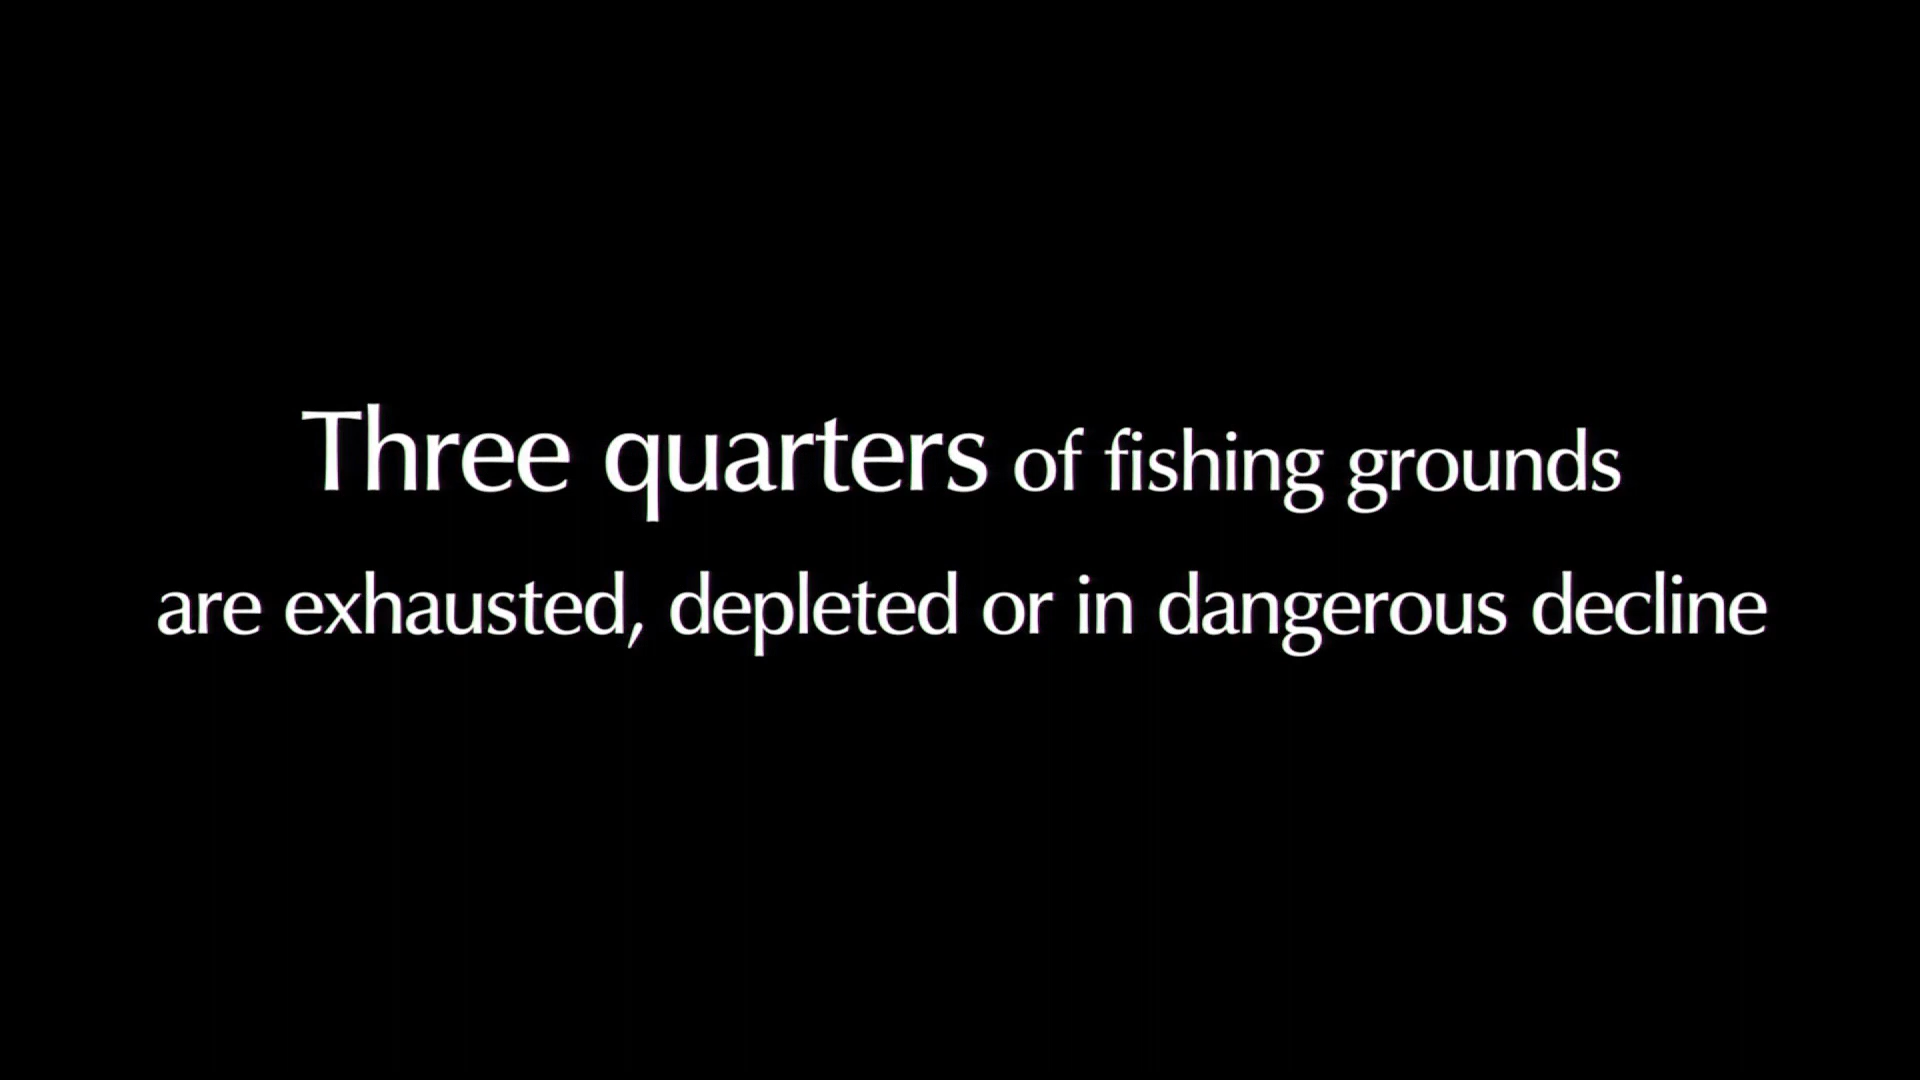 Three quarters of fishing grounds
are exhausted, depleted or in dangerous decline